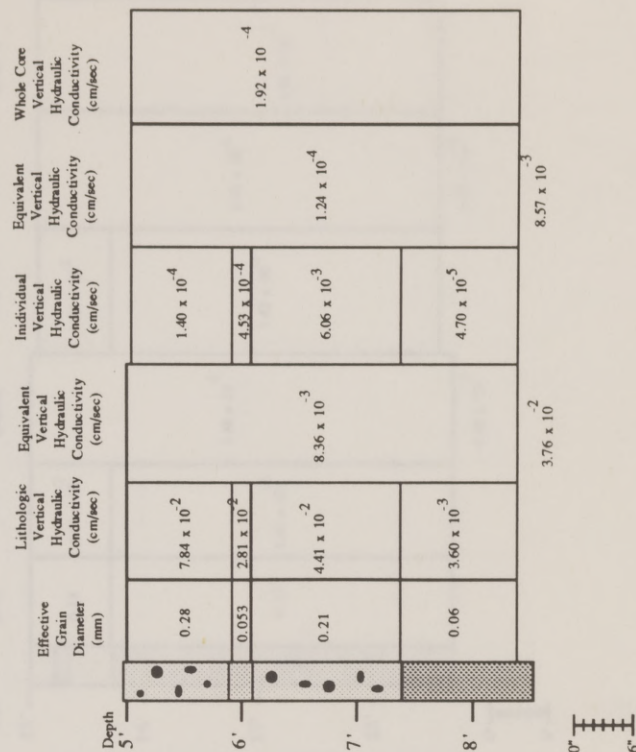 Effective
Grain
Diameter
(mm)
Lithologic
Vertical
Hydraulic
Conductivity
(cm/sec)
Equivalent
Vertical
Hydraulic
Conductivity
(cm/sec)
Inidividual
Vertical
Hydraulic
Conductivity
(cm/sec)
Equivalent
Vertical
Hydraulic
Conductivity
(cm/sec)
Whole Core
Vertical
Hydraulic
Conductivity
(cm/sec)
Depth
5'
6'
7'
8'
0.28
0.053
0.21
0.06
7.84 x 10^-2
2.81 x 10^-2
4.41 x 10^-2
3.60 x 10^-3
8.36 x 10^-3
3.76 x 10^-2
1.40 x 10^-4
4.53 x 10^-4
6.06 x 10^-3
4.70 x 10^-5
1.24 x 10^-4
8.57 x 10^-3
1.92 x 10^-4